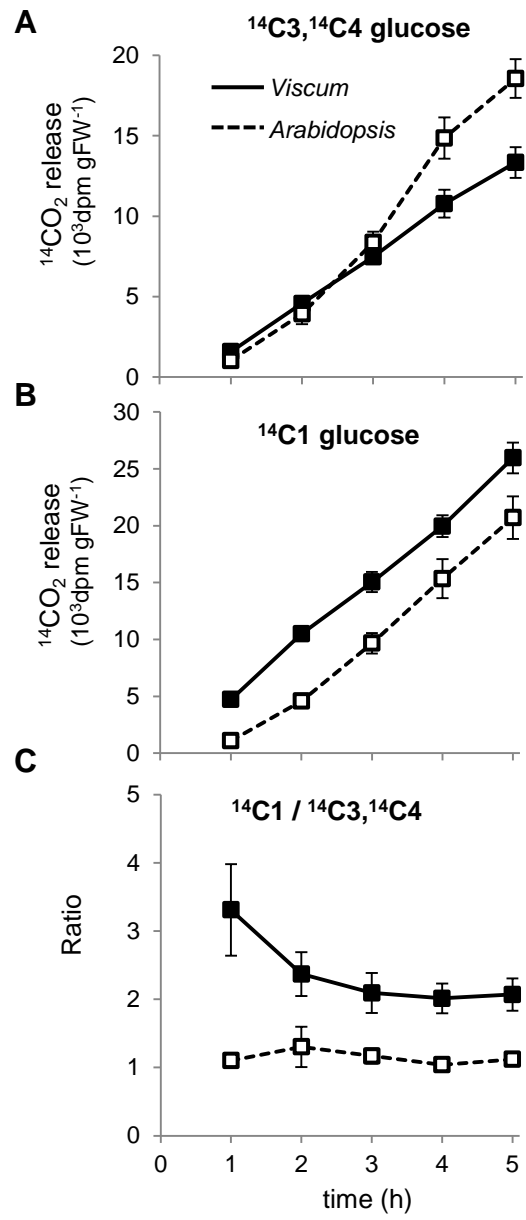 A
¹⁴C3,¹⁴C4 glucose
Viscum
Arabidopsis
¹⁴CO₂ release
(10³dpm gFW⁻¹)
20
15
10
5
0
B
¹⁴C1 glucose
¹⁴CO₂ release
(10³dpm gFW⁻¹)
30
25
20
15
10
5
0
C
¹⁴C1 / ¹⁴C3,¹⁴C4
Ratio
5
4
3
2
1
0
0 1 2 3 4 5
time (h)